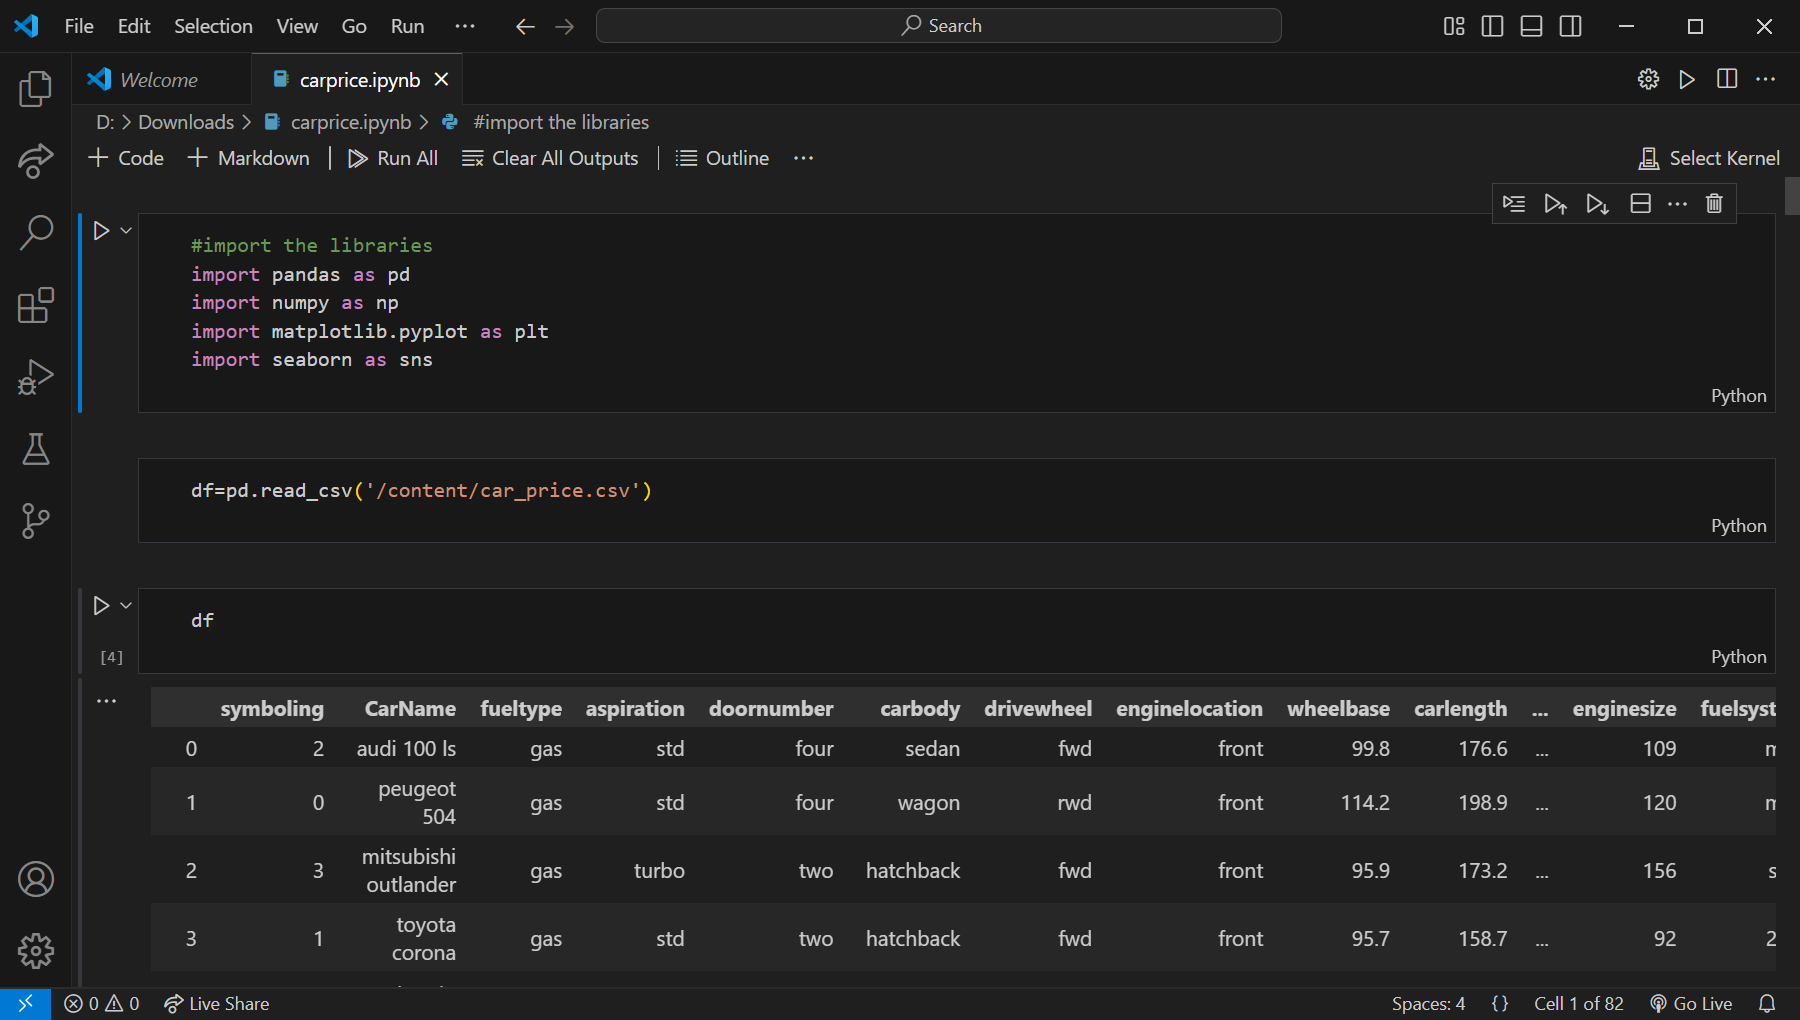 File Edit Selection View Go Run ··· Search
Welcome carprice.ipynb
D: > Downloads > carprice.ipynb > #import the libraries
+ Code + Markdown | Run All Clear All Outputs | Outline ··· Select Kernel
#import the libraries
import pandas as pd
import numpy as np
import matplotlib.pyplot as plt
import seaborn as sns
Python
df=pd.read_csv('/content/car_price.csv')
Python
df
[4]
Python
symboling CarName fueltype aspiration doornumber carbody drivewheel enginelocation wheelbase carlength ... enginesize fuelsyst
0 2 audi 100 ls gas std four sedan fwd front 99.8 176.6 ... 109
1 0 peugeot 504 gas std four wagon rwd front 114.2 198.9 ... 120
2 3 mitsubishi outlander gas turbo two hatchback fwd front 95.9 173.2 ... 156 s
3 1 toyota corona gas std two hatchback fwd front 95.7 158.7 ... 92 2
0 0 Live Share Spaces: 4 {} Cell 1 of 82 Go Live